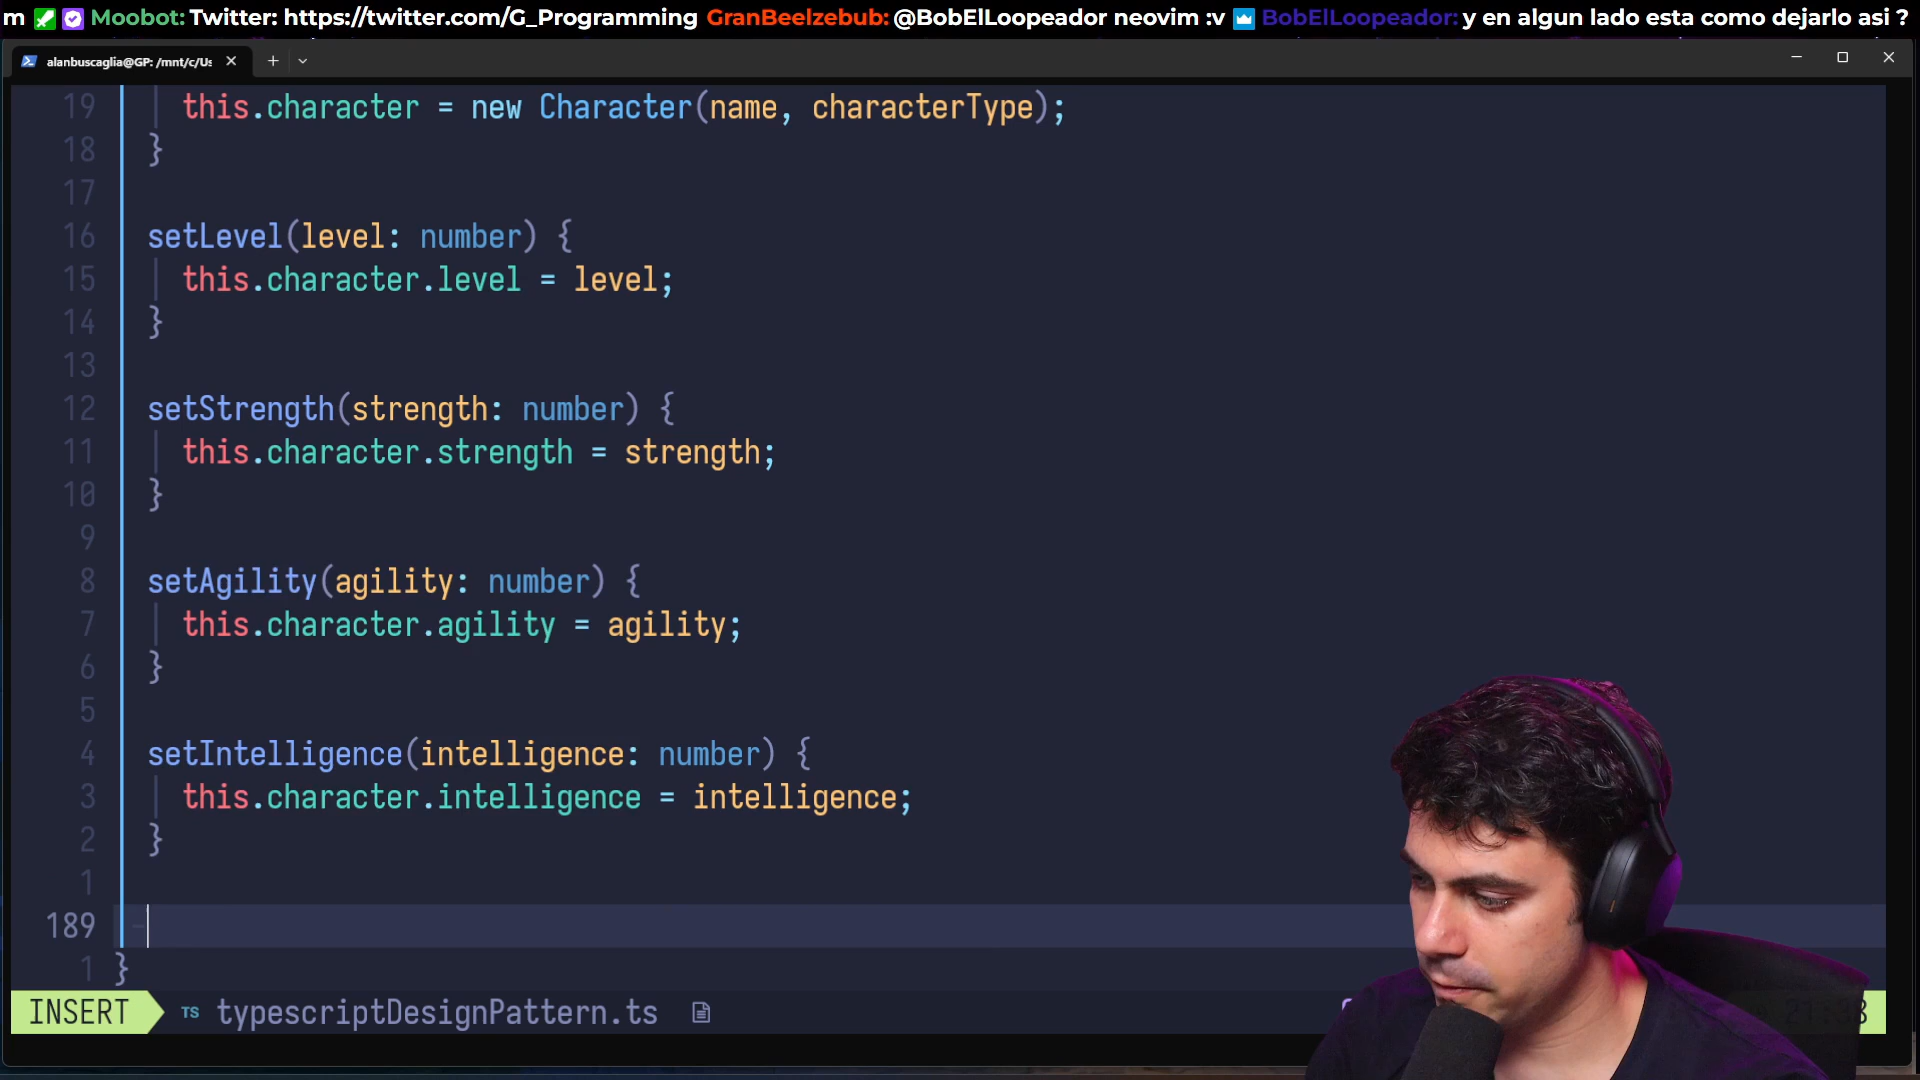 m Moobot: Twitter: https://twitter.com/G_Programming GranBeelzebub: @BobElLoopeador neovim :v BobElLoopeador: y en algun lado esta como dejarlo asi ?
alanbuscaglia@GP: /mnt/c/Us
19 this.character = new Character(name, characterType);
18 }
17
16 setLevel(level: number) {
15 this.character.level = level;
14 }
13
12 setStrength(strength: number) {
11 this.character.strength = strength;
10 }
9
8 setAgility(agility: number) {
7 this.character.agility = agility;
6 }
5
4 setIntelligence(intelligence: number) {
3 this.character.intelligence = intelligence;
2 }
1
189
1 }
INSERT TS typescriptDesignPattern.ts